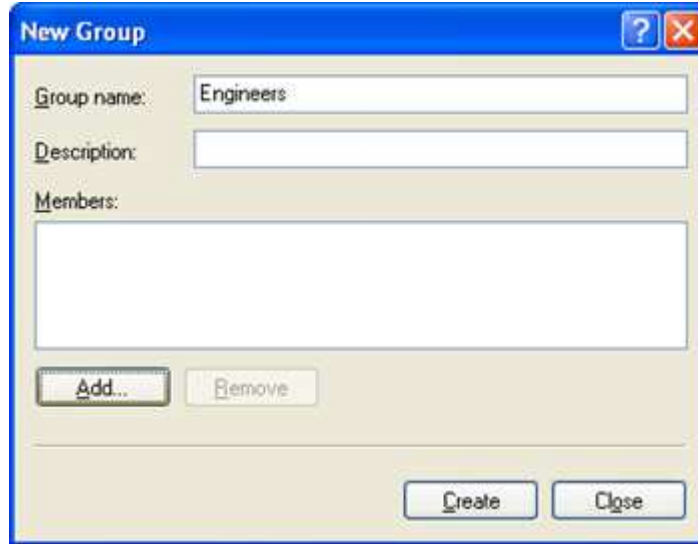 New Group
Group name: Engineers
Description:
Members:
Add... Remove
Create Close